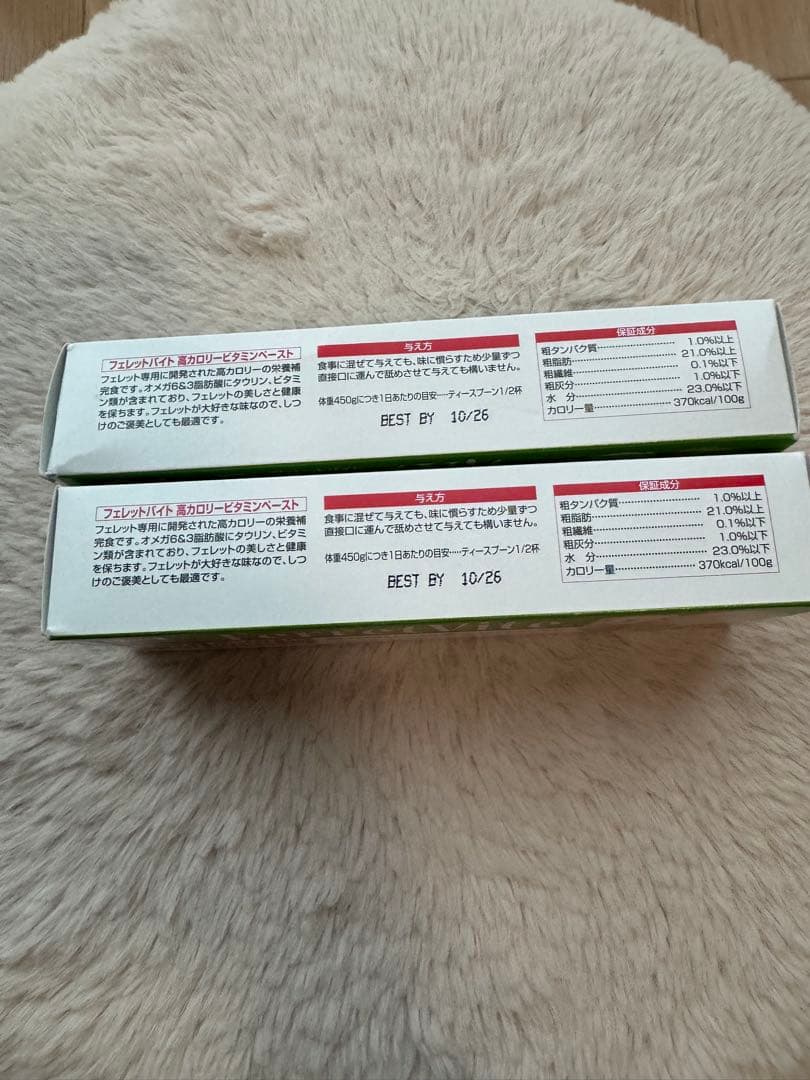 フェレットバイト 高カロリービタミンペースト
フェレット専用に開発された高カロリーの栄養補
完食です。オメガ6&3脂肪酸にタウリン、ビタミ
ン類が含まれており、フェレットの美しさと健康
を保ちます。フェレットが大好きな味なので、しつ
けのご褒美としても最適です。
与え方
食事に混ぜて与えても、味に慣らすため少量ずつ
直接口に運んで舐めさせて与えても構いません。
体重450gにつき1日あたりの目安‥‥ティースプーン1/2杯
BEST BY 10/26
保証成分
粗タンパク質 1.0%以上
粗脂肪 21.0%以上
粗繊維 0.1%以下
粗灰分 1.0%以下
水 分 23.0%以下
カロリー量 370kcal/100g
フェレットバイト 高カロリービタミンペースト
フェレット専用に開発された高カロリーの栄養補
完食です。オメガ6&3脂肪酸にタウリン、ビタミ
ン類が含まれており、フェレットの美しさと健康
を保ちます。フェレットが大好きな味なので、しつ
けのご褒美としても最適です。
与え方
食事に混ぜて与えても、味に慣らすため少量ずつ
直接口に運んで舐めさせて与えても構いません。
体重450gにつき1日あたりの目安‥‥ティースプーン1/2杯
BEST BY 10/26
保証成分
粗タンパク質 1.0%以上
粗脂肪 21.0%以上
粗繊維 0.1%以下
粗灰分 1.0%以下
水 分 23.0%以下
カロリー量 370kcal/100g